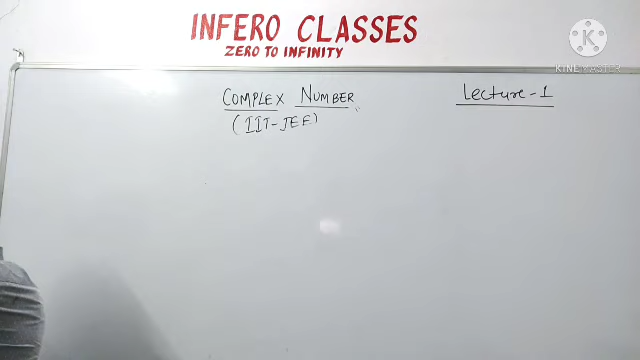 INFERO CLASSES
ZERO TO INFINITY
K
KINEMASTER
COMPLEX NUMBER Lecture-1
(IIT-JEE)